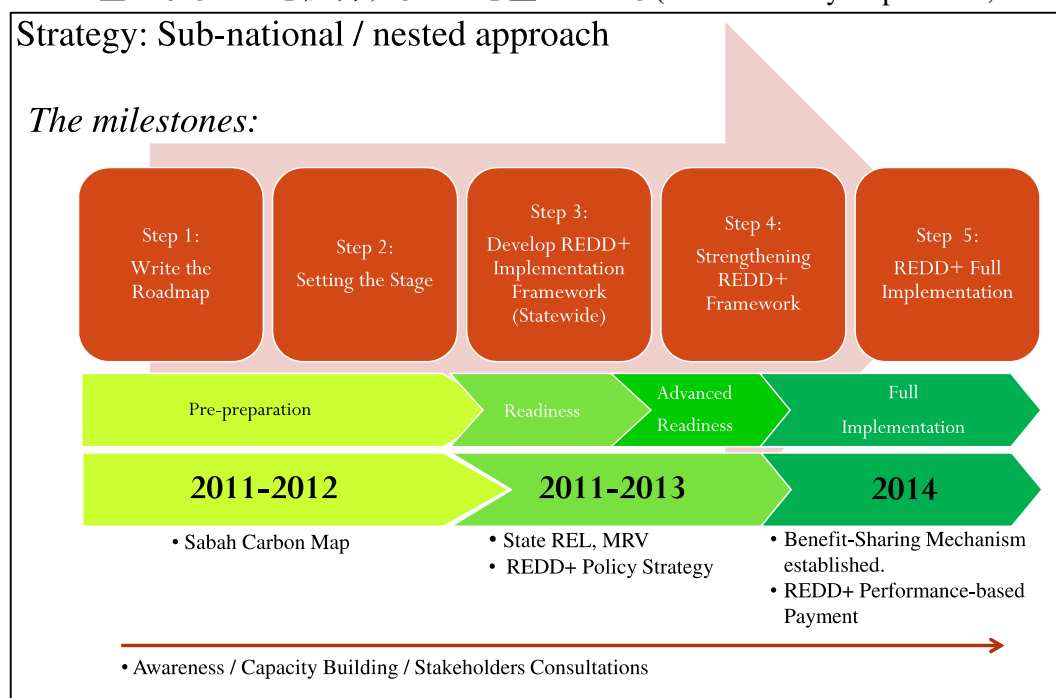 Strategy: Sub-national / nested approach
The milestones:
Step 1:
Write the
Roadmap
Step 2:
Setting the Stage
Step 3:
Develop REDD+
Implementation
Framework
(Statewide)
Step 4:
Strengthening
REDD+
Framework
Step 5:
REDD+ Full
Implementation
Pre-preparation
Readiness
Advanced
Readiness
Full
Implementation
2011-2012
2011-2013
2014
• Sabah Carbon Map
• State REL, MRV
• REDD+ Policy Strategy
• Benefit-Sharing Mechanism
established.
• REDD+ Performance-based
Payment
• Awareness / Capacity Building / Stakeholders Consultations